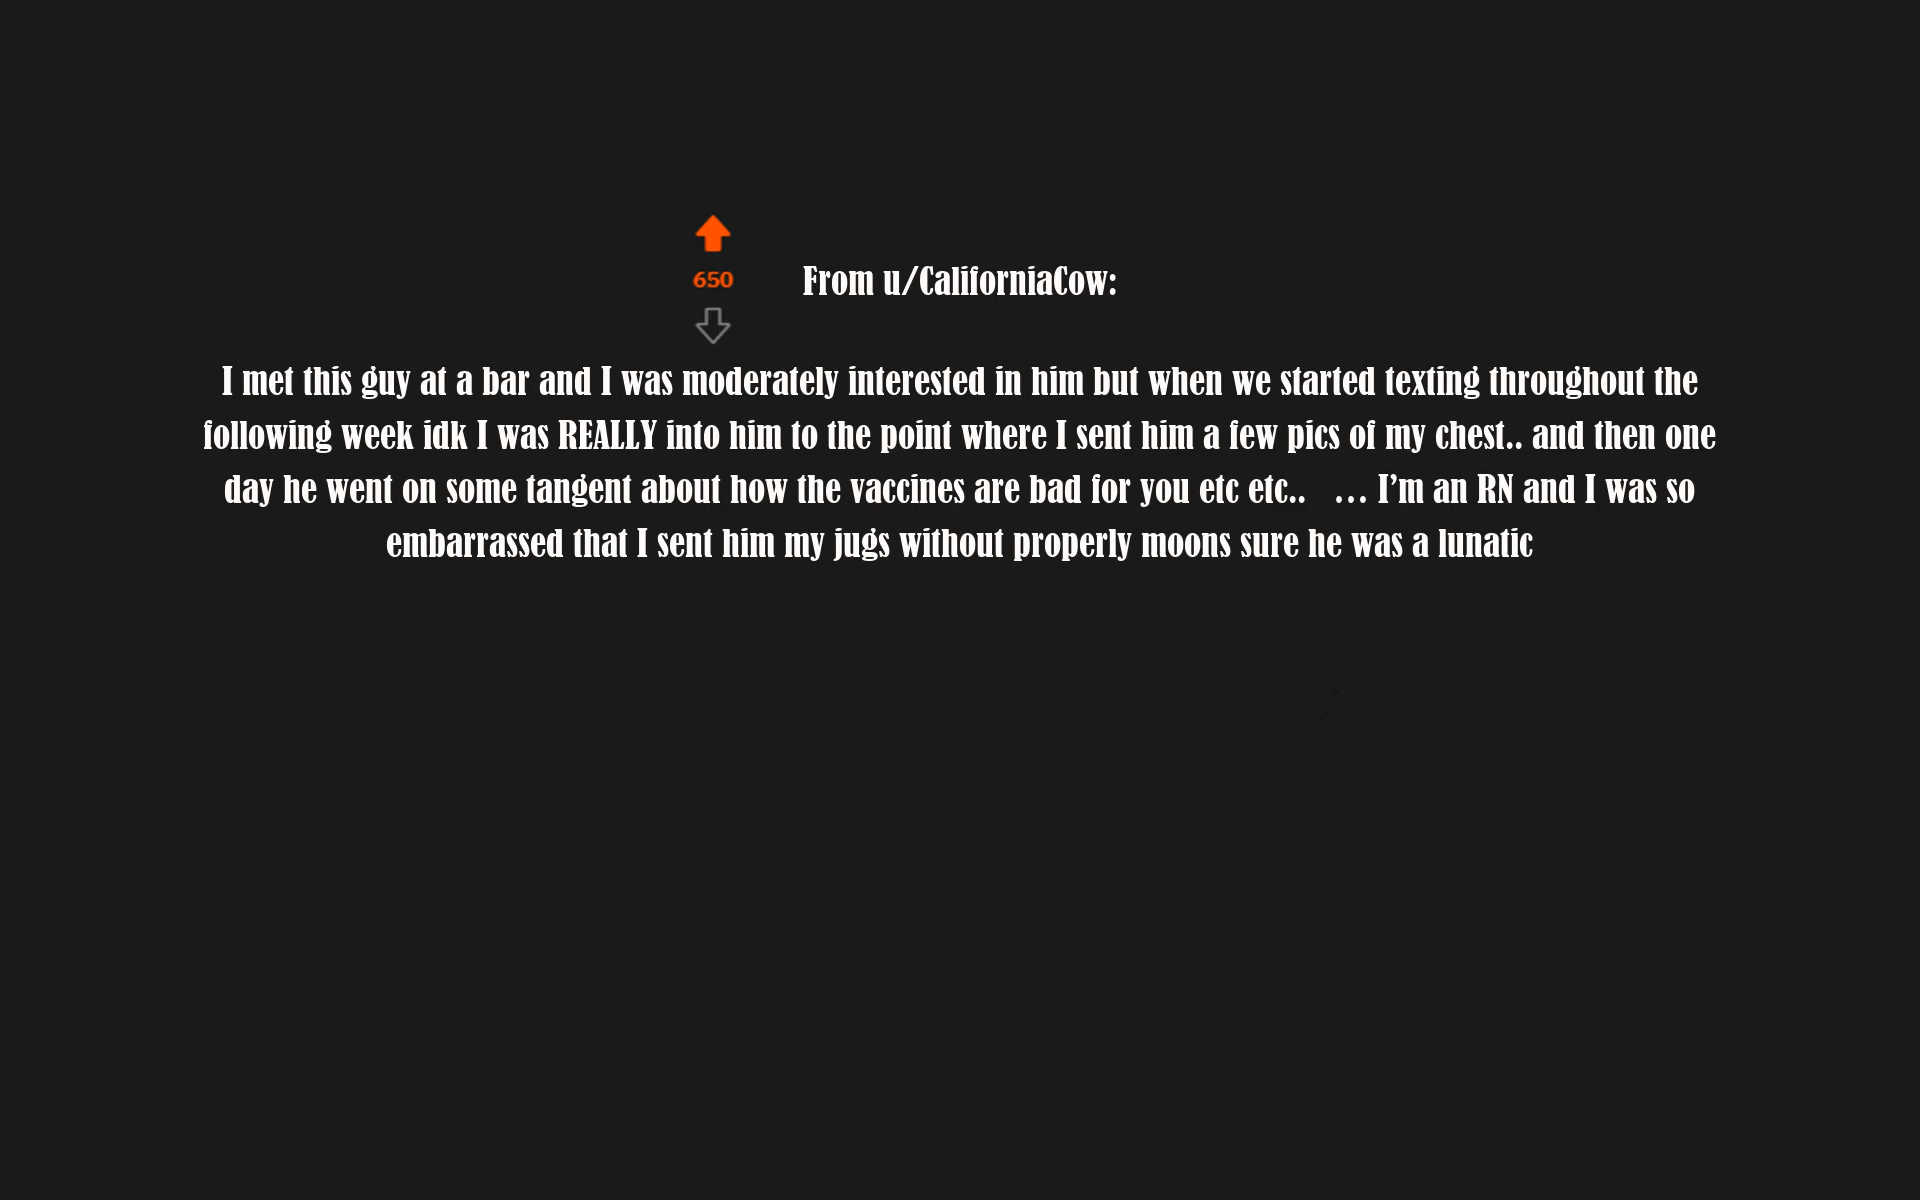 650
From u/CaliforniaCow:
I met this guy at a bar and I was moderately interested in him but when we started texting throughout the
following week idk I was REALLY into him to the point where I sent him a few pics of my chest.. and then one
day he went on some tangent about how the vaccines are bad for you etc etc.. … I’m an RN and I was so
embarrassed that I sent him my jugs without properly moons sure he was a lunatic